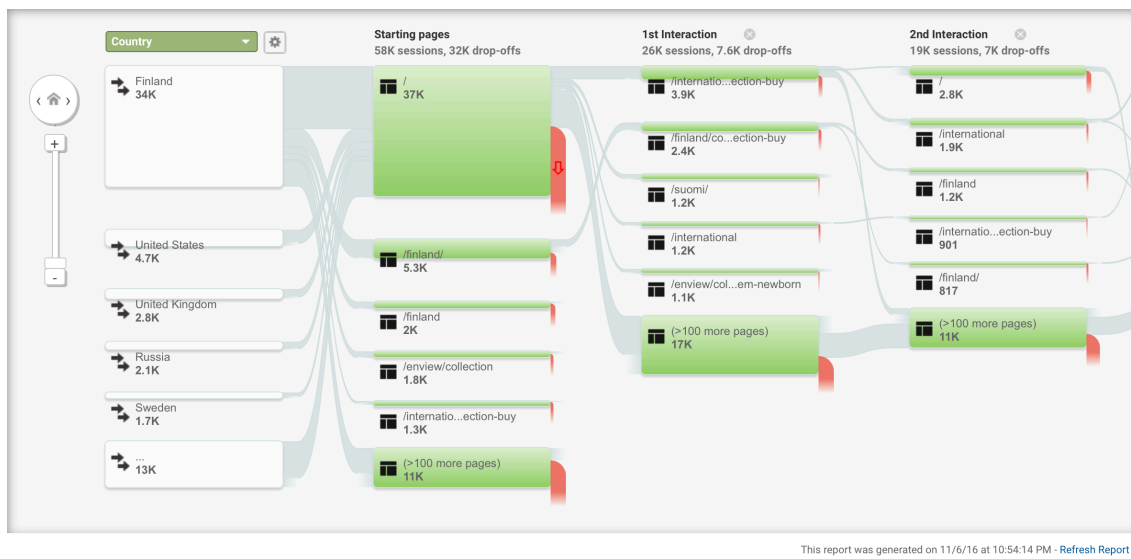 Country
Starting pages
58K sessions, 32K drop-offs
1st Interaction
26K sessions, 7.6K drop-offs
2nd Interaction
19K sessions, 7K drop-offs
Finland
34K
United States
4.7K
United Kingdom
2.8K
Russia
2.1K
Sweden
1.7K
...
13K
/
37K
/finland/
5.3K
/finland
2K
/enview/collection
1.8K
/internatio...ection-buy
1.3K
(>100 more pages)
11K
/internatio...ection-buy
3.9K
/finland/co...ection-buy
2.4K
/suomi/
1.2K
/international
1.2K
/enview/col...em-newborn
1.1K
(>100 more pages)
17K
/
2.8K
/international
1.9K
/finland
1.2K
/internatio...ection-buy
901
/finland/
817
(>100 more pages)
11K
+
-
This report was generated on 11/6/16 at 10:54:14 PM - Refresh Report